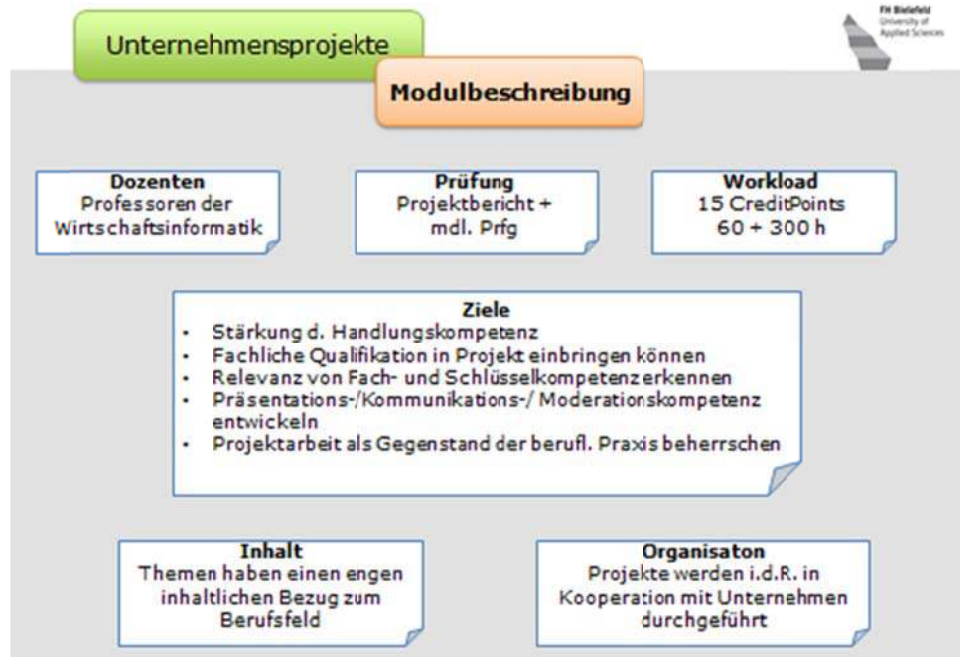 FH Bielefeld
University of
Applied Sciences
Unternehmensprojekte
Modulbeschreibung
Dozenten
Professoren der
Wirtschaftsinformatik
Prüfung
Projektbericht +
mdl. Prfg
Workload
15 CreditPoints
60 + 300 h
Ziele
• Stärkung d. Handlungskompetenz
• Fachliche Qualifikation in Projekt einbringen können
• Relevanz von Fach- und Schlüsselkompetenzerkennen
• Präsentations-/Kommunikations-/ Moderationskompetenz
entwickeln
• Projektarbeit als Gegenstand der berufl. Praxis beherrschen
Inhalt
Themen haben einen engen
inhaltlichen Bezug zum
Berufsfeld
Organisaton
Projekte werden i.d.R. in
Kooperation mit Unternehmen
durchgeführt